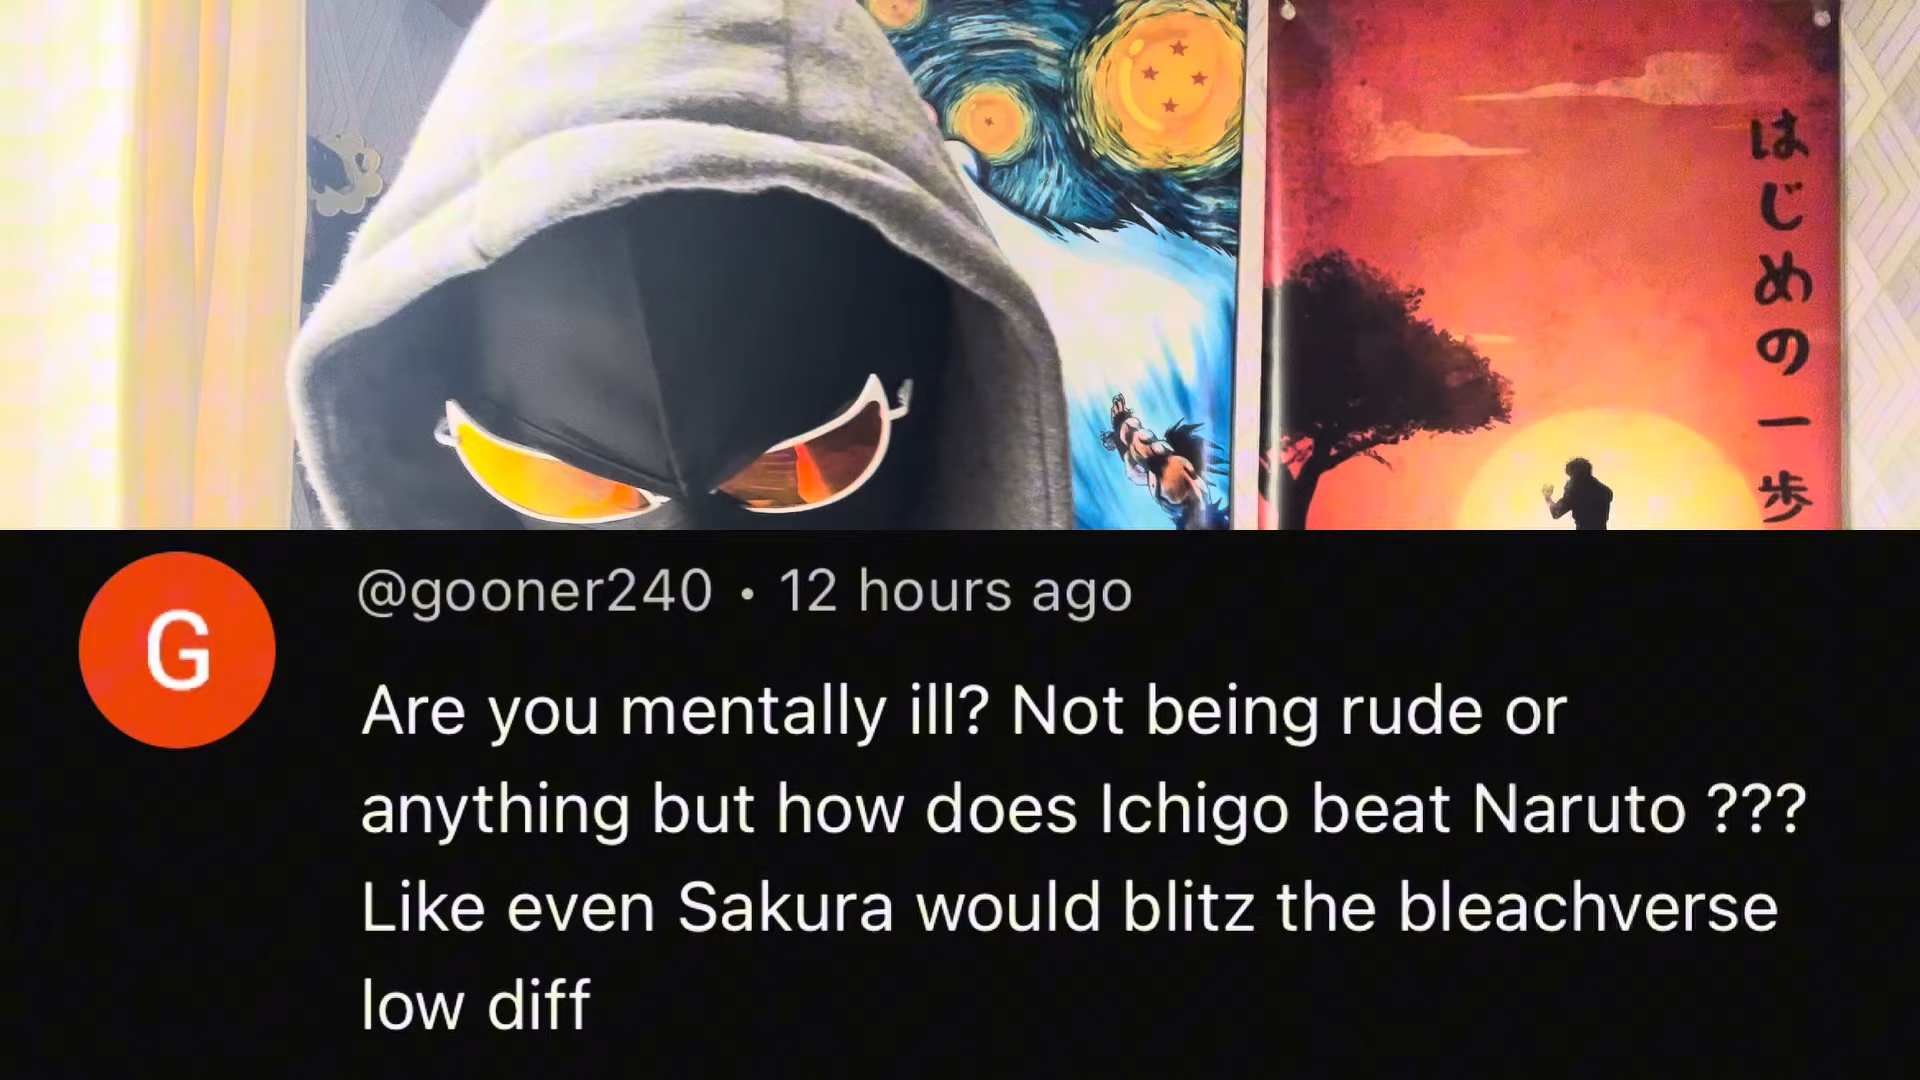 はじめの一歩
@gooner240 • 12 hours ago
G
Are you mentally ill? Not being rude or
anything but how does Ichigo beat Naruto ???
Like even Sakura would blitz the bleachverse
low diff